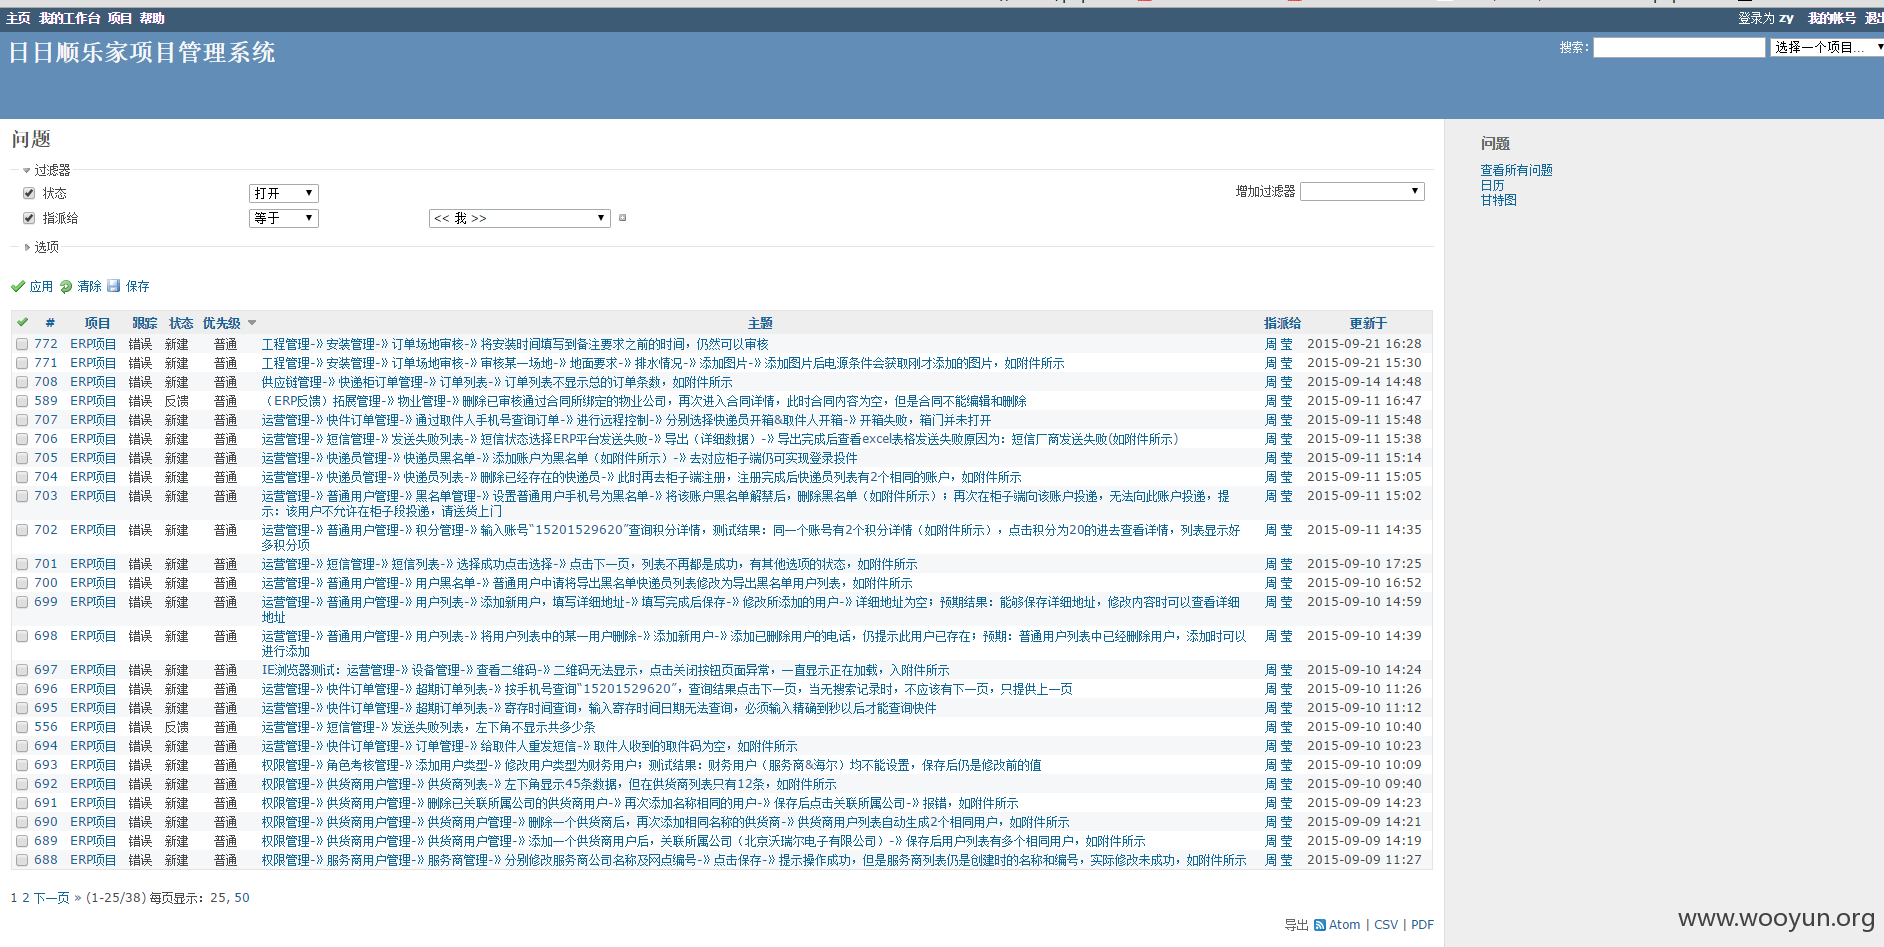 主页 我的工作台 项目 帮助
登录为 zy 我的帐号 退出
日日顺乐家项目管理系统
搜索: 选择一个项目...
问题
过滤器
状态 打开 增加过滤器
指派给 等于 << 我 >>
选项
应用 清除 保存
# 项目 跟踪 状态 优先级 主题 指派给 更新于
772 ERP项目 错误 新建 普通 工程管理-》安装管理-》订单场地审核-》将安装时间填写到备注要求之前的时间，仍然可以审核 周 莹 2015-09-21 16:28
771 ERP项目 错误 新建 普通 工程管理-》安装管理-》订单场地审核-》审核某一场地-》地面要求-》排水情况-》添加图片-》添加图片后电源条件会获取刚才添加的图片，如附件所示 周 莹 2015-09-21 15:30
708 ERP项目 错误 新建 普通 供应链管理-》快递柜订单管理-》订单列表-》订单列表不显示总的订单条数，如附件所示 周 莹 2015-09-14 14:48
589 ERP项目 错误 反馈 普通 （ERP反馈）拓展管理-》物业管理-》删除已审核通过合同所绑定的物业公司，再次进入合同详情，此时合同内容为空，但是合同不能编辑和删除 周 莹 2015-09-11 16:47
707 ERP项目 错误 新建 普通 运营管理-》快件订单管理-》通过取件人手机号查询订单-》进行远程控制-》分别选择快递员开箱&取件人开箱-》开箱失败，箱门并未打开 周 莹 2015-09-11 15:48
706 ERP项目 错误 新建 普通 运营管理-》短信管理-》发送失败列表-》短信状态选择ERP平台发送失败-》导出（详细数据）-》导出完成后查看excel表格发送失败原因为：短信厂商发送失败(如附件所示） 周 莹 2015-09-11 15:38
705 ERP项目 错误 新建 普通 运营管理-》快递员管理-》快递员黑名单-》添加账户为黑名单（如附件所示）-》去对应柜子端仍可实现登录投件 周 莹 2015-09-11 15:14
704 ERP项目 错误 新建 普通 运营管理-》快递员管理-》快递员列表-》删除已经存在的快递员-》此时再去柜子端注册，注册完成后快递员列表有2个相同的账户，如附件所示 周 莹 2015-09-11 15:05
703 ERP项目 错误 新建 普通 运营管理-》普通用户管理-》黑名单管理-》设置普通用户手机号为黑名单-》将该账户黑名单解禁后，删除黑名单（如附件所示）；再次在柜子端向该账户投递，无法向此账户投递，提 周 莹 2015-09-11 15:02
示：该用户不允许在柜子段投递，请送货上门
702 ERP项目 错误 新建 普通 运营管理-》普通用户管理-》积分管理-》输入账号“15201529620”查询积分详情，测试结果：同一个账号有2个积分详情（如附件所示），点击积分为20的进去查看详情，列表显示好 周 莹 2015-09-11 14:35
多积分项
701 ERP项目 错误 新建 普通 运营管理-》短信管理-》短信列表-》选择成功点击选择-》点击下一页，列表不再都是成功，有其他选项的状态，如附件所示 周 莹 2015-09-10 17:25
700 ERP项目 错误 新建 普通 运营管理-》普通用户管理-》用户黑名单-》普通用户中请将导出黑名单快递员列表修改为导出黑名单用户列表，如附件所示 周 莹 2015-09-10 16:52
699 ERP项目 错误 新建 普通 运营管理-》普通用户管理-》用户列表-》添加新用户，填写详细地址-》填写完成后保存-》修改所添加的用户-》详细地址为空；预期结果：能够保存详细地址，修改内容时可以查看详细 周 莹 2015-09-10 14:59
地址
698 ERP项目 错误 新建 普通 运营管理-》普通用户管理-》用户列表-》将用户列表中的某一用户删除-》添加新用户-》添加已删除用户的电话，仍提示此用户已存在；预期：普通用户列表中已经删除用户，添加时可以 周 莹 2015-09-10 14:39
进行添加
697 ERP项目 错误 新建 普通 IE浏览器测试：运营管理-》设备管理-》查看二维码-》二维码无法显示，点击关闭按钮页面异常，一直显示正在加载，入附件所示 周 莹 2015-09-10 14:24
696 ERP项目 错误 新建 普通 运营管理-》快件订单管理-》超期订单列表-》按手机号查询“15201529620”，查询结果点击下一页，当无搜索记录时，不应该有下一页，只提供上一页 周 莹 2015-09-10 11:26
695 ERP项目 错误 新建 普通 运营管理-》快件订单管理-》超期订单列表-》寄存时间查询，输入寄存时间日期无法查询，必须输入精确到秒以后才能查询快件 周 莹 2015-09-10 11:12
556 ERP项目 错误 反馈 普通 运营管理-》短信管理-》发送失败列表，左下角不显示共多少条 周 莹 2015-09-10 10:40
694 ERP项目 错误 新建 普通 运营管理-》快件订单管理-》订单管理-》给取件人重发短信-》取件人收到的取件码为空，如附件所示 周 莹 2015-09-10 10:23
693 ERP项目 错误 新建 普通 权限管理-》角色考核管理-》添加用户类型-》修改用户类型为财务用户；测试结果：财务用户（服务商&海尔）均不能设置，保存后仍是修改前的值 周 莹 2015-09-10 10:09
692 ERP项目 错误 新建 普通 权限管理-》供货商用户管理-》供货商列表-》左下角显示45条数据，但在供货商列表只有12条，如附件所示 周 莹 2015-09-10 09:40
691 ERP项目 错误 新建 普通 权限管理-》供货商用户管理-》删除已关联所属公司的供货商用户-》再次添加名称相同的用户-》保存后点击关联所属公司-》报错，如附件所示 周 莹 2015-09-09 14:23
690 ERP项目 错误 新建 普通 权限管理-》供货商用户管理-》供货商用户管理-》删除一个供货商后，再次添加相同名称的供货商-》供货商用户列表自动生成2个相同用户，如附件所示 周 莹 2015-09-09 14:21
689 ERP项目 错误 新建 普通 权限管理-》供货商用户管理-》供货商用户管理-》添加一个供货商用户后，关联所属公司（北京沃瑞尔电子有限公司）-》保存后用户列表有多个相同用户，如附件所示 周 莹 2015-09-09 14:19
688 ERP项目 错误 新建 普通 权限管理-》服务商用户管理-》服务商管理-》分别修改服务商公司名称及网点编号-》点击保存-》提示操作成功，但是服务商列表仍是创建时的名称和编号，实际修改未成功，如附件所示 周 莹 2015-09-09 11:27
1 2 下一页 » (1-25/38) 每页显示: 25, 50
导出 Atom | CSV | PDF
问题
查看所有问题
日历
甘特图
www.wooyun.org